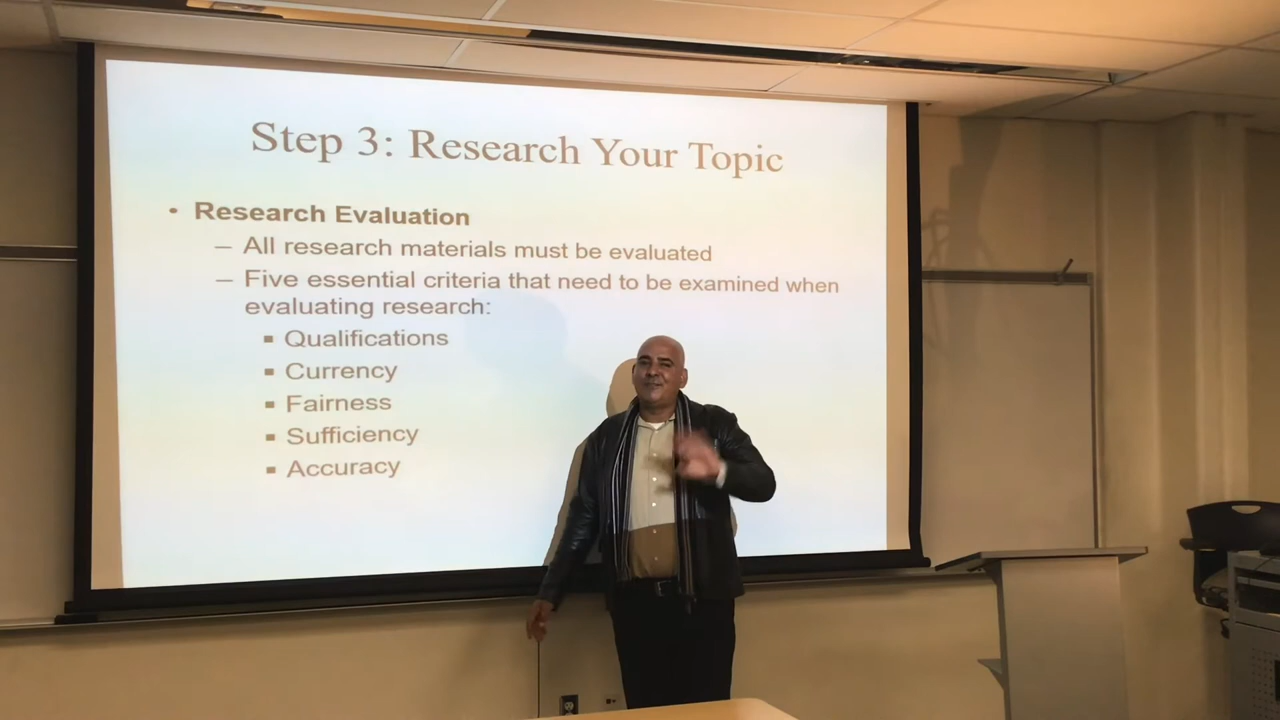 Step 3: Research Your Topic
• Research Evaluation
– All research materials must be evaluated
– Five essential criteria that need to be examined when
evaluating research:
▪ Qualifications
▪ Currency
▪ Fairness
▪ Sufficiency
▪ Accuracy